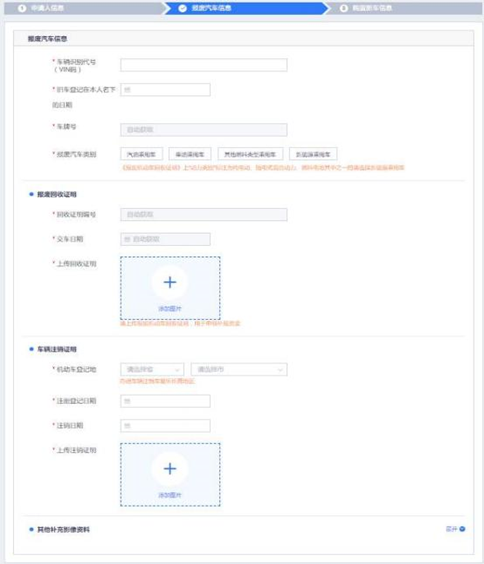 1 申请人信息
报废汽车信息
3 购置新车信息
报废汽车信息
* 车辆识别代号
（VIN码）
* 旧车登记在本人名下
的日期
* 车牌号
自动获取
* 报废汽车类别
汽油乘用车
柴油乘用车
其他燃料类型乘用车
新能源乘用车
报废回收证明
* 回收证明编号
自动获取
* 交车日期
自动获取
* 上传回收证明
添加图片
车辆注销证明
* 机动车登记地
请选择省
请选择市
* 注册登记日期
* 注销日期
* 上传注销证明
添加图片
其他补充影像资料
展开